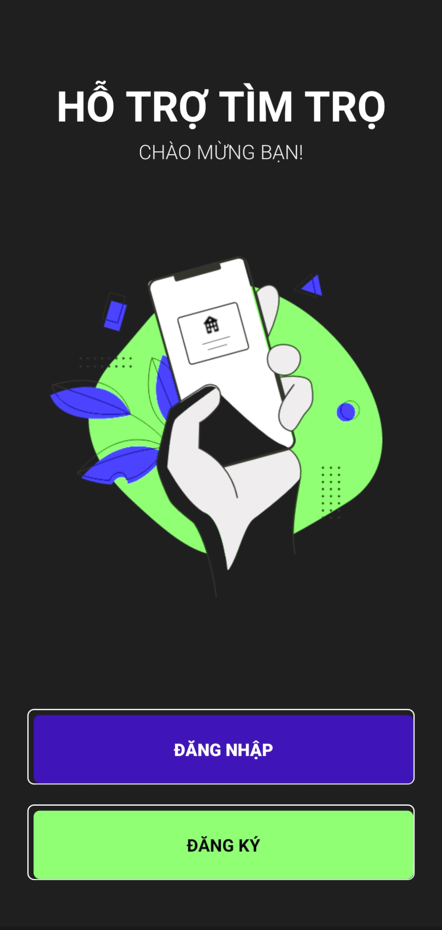 HỖ TRỢ TÌM TRỌ
CHÀO MỪNG BẠN!
ĐĂNG NHẬP
ĐĂNG KÝ